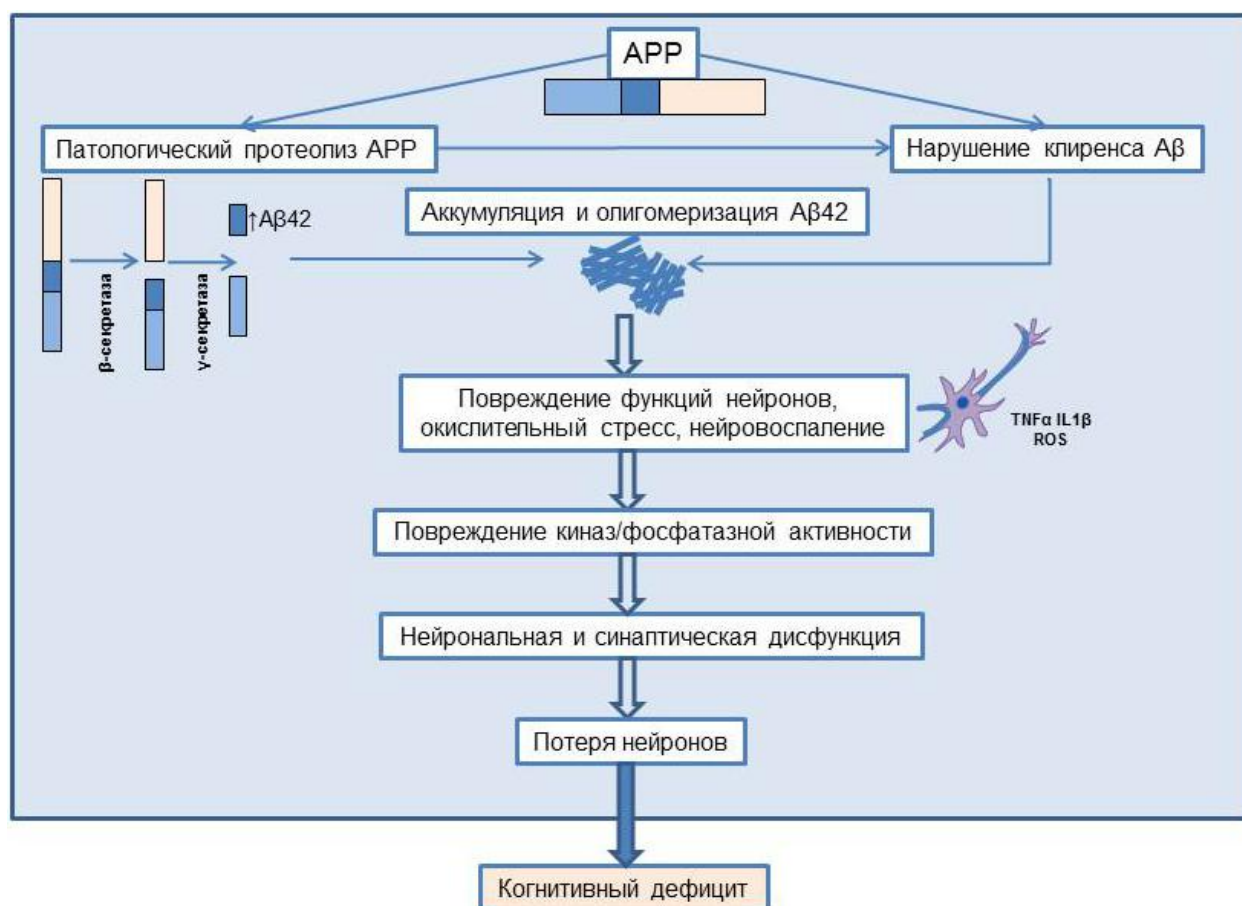 APP
Патологический протеолиз APP
Нарушение клиренса Aβ
↑Aβ42
Аккумуляция и олигомеризация Aβ42
β-секретаза
γ-секретаза
Повреждение функций нейронов,
окислительный стресс, нейровоспаление
TNFα IL1β
ROS
Повреждение киназ/фосфатазной активности
Нейрональная и синаптическая дисфункция
Потеря нейронов
Когнитивный дефицит